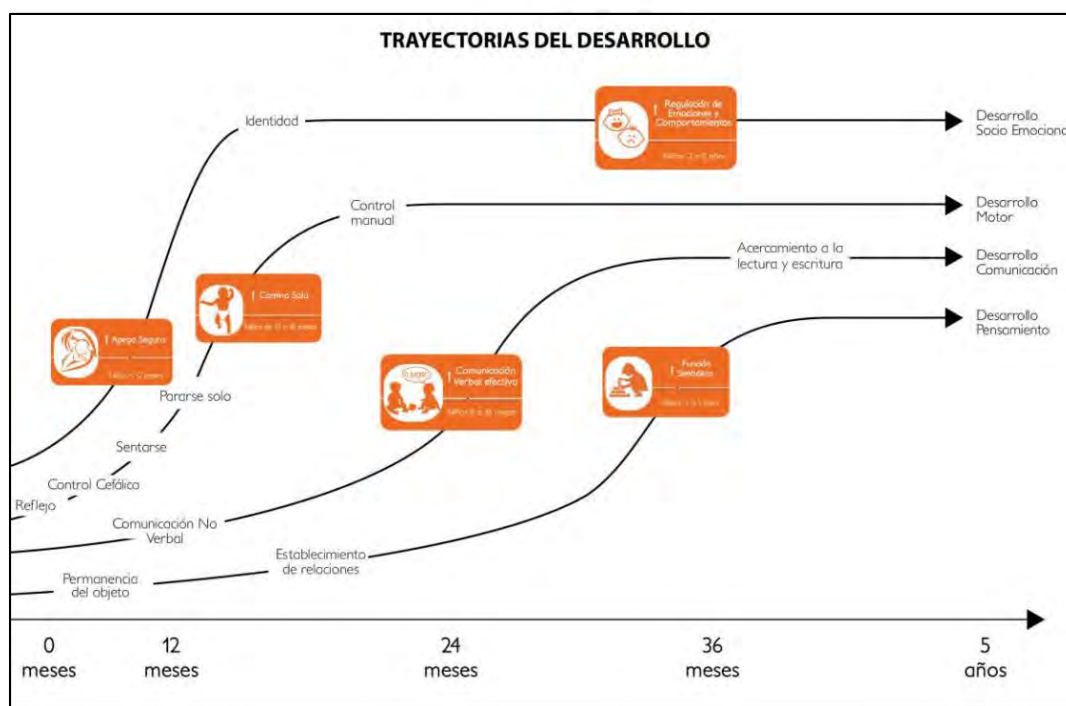 TRAYECTORIAS DEL DESARROLLO
Identidad
Regulación de
Emociones y
Comportamientos
Desarrollo
Socio Emociona
Control
manual
Desarrollo
Motor
Acercamiento a la
lectura y escritura
Desarrollo
Comunicación
Camina Solo
Apego Seguro
Desarrollo
Pensamiento
Comunicación
Verbal efectiva
Función
Pararse solo
Sentarse
Control Cefálico
Reflejo
Comunicación No
Verbal
Establecimiento
de relaciones
Permanencia
del objeto
0
meses
12
meses
24
meses
36
meses
5
años